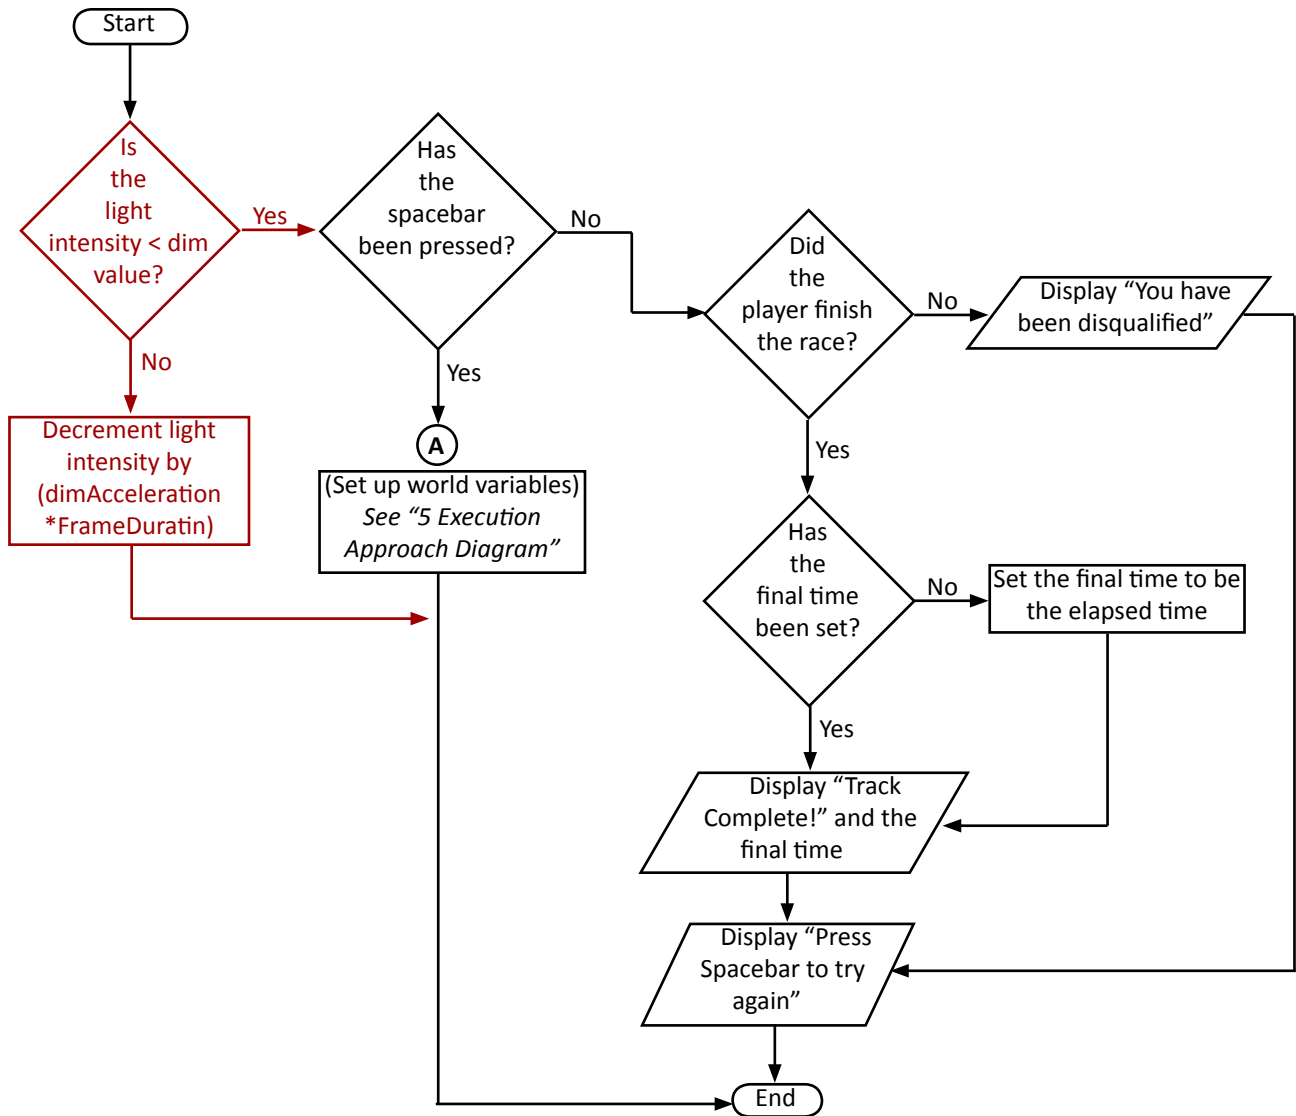 Start
Is
the
light
intensity < dim
value?
Yes
No
Decrement light
intensity by
(dimAcceleration
*FrameDuratin)
Has
the
spacebar
been pressed?
No
Yes
A
(Set up world variables)
See “5 Execution
Approach Diagram”
Did
the
player finish
the race?
No
Display “You have
been disqualified”
Yes
Has
the
final time
been set?
No
Set the final time to be
the elapsed time
Yes
Display “Track
Complete!” and the
final time
Display “Press
Spacebar to try
again”
End